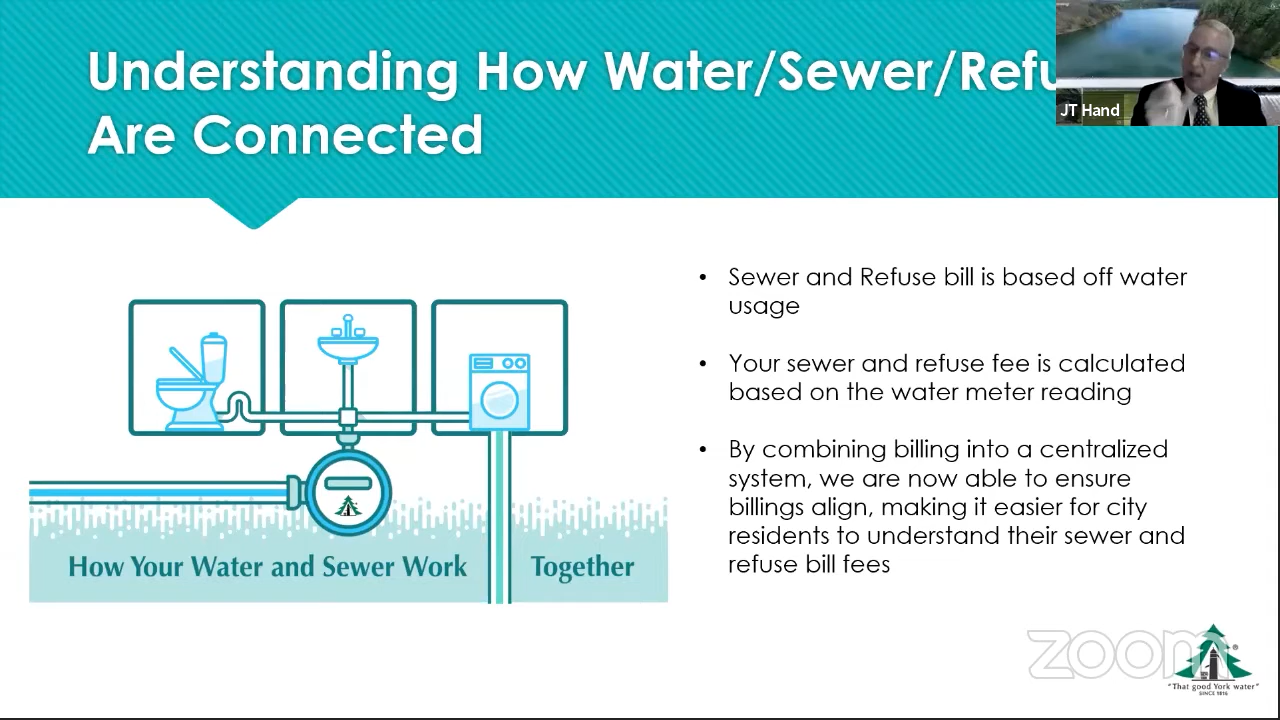 Understanding How Water/Sewer/Refu
Are Connected
JT Hand
• Sewer and Refuse bill is based off water
usage
• Your sewer and refuse fee is calculated
based on the water meter reading
• By combining billing into a centralized
system, we are now able to ensure
billings align, making it easier for city
residents to understand their sewer and
refuse bill fees
How Your Water and Sewer Work Together
zoom
®
"That good York water"
SINCE 1816